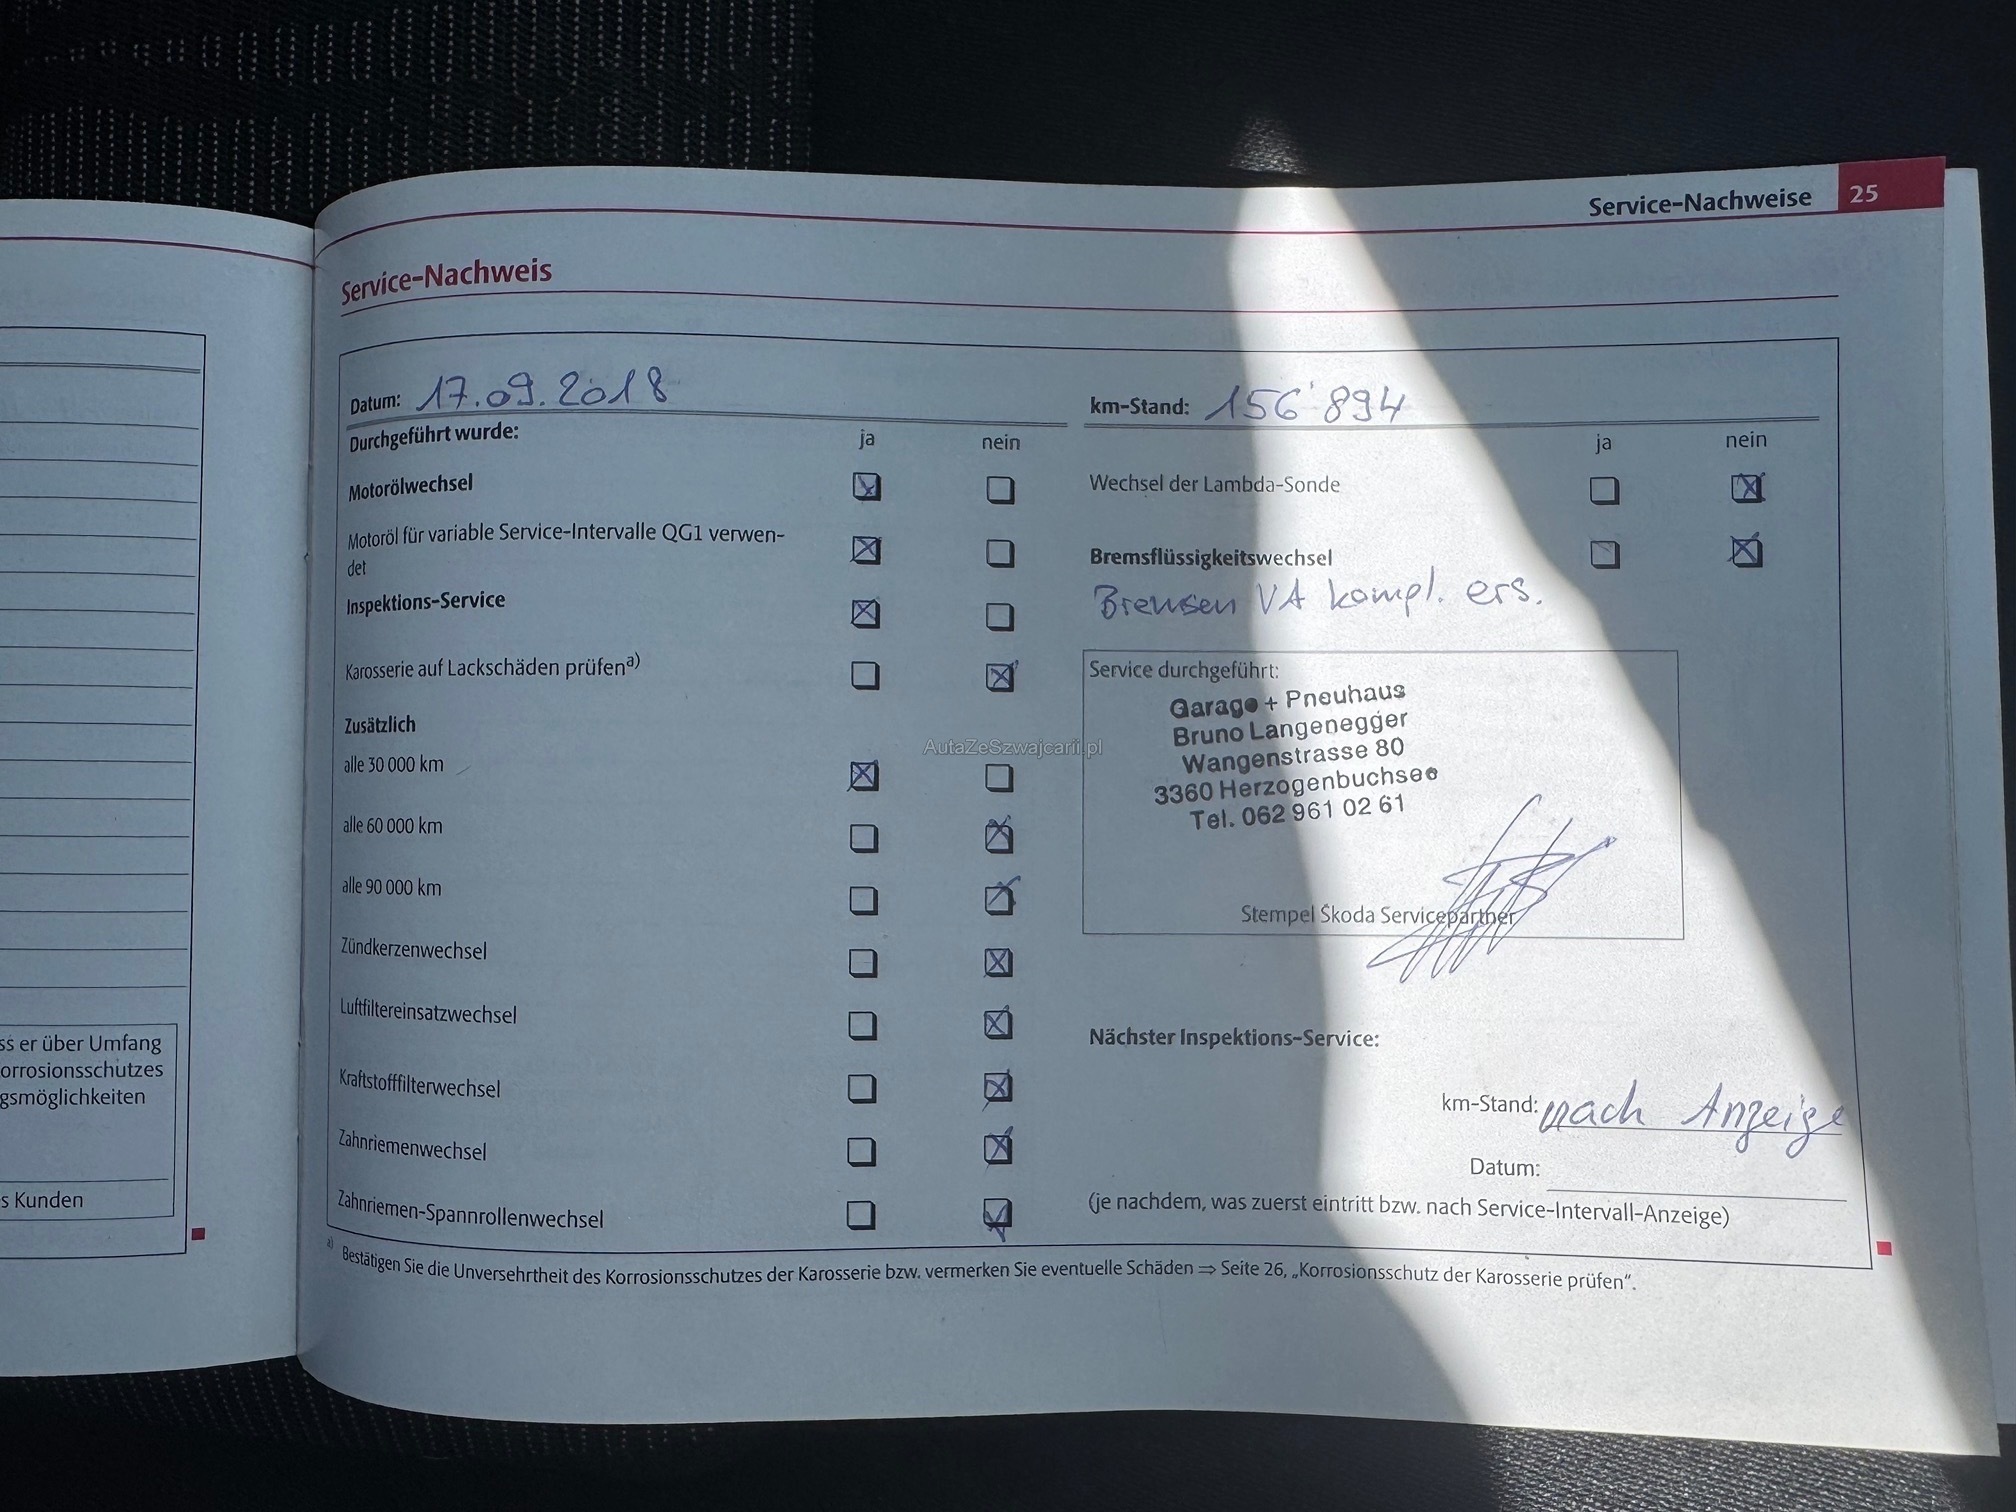 Service-Nachweise 25
Service-Nachweis
Datum: 17.09.2018
km-Stand: 156'894
Durchgeführt wurde: ja nein
ja nein
Motorölwechsel
Motoröl für variable Service-Intervalle QG1 verwen-
det
Inspektions-Service
Karosserie auf Lackschäden prüfen a)
Zusätzlich
alle 30 000 km
alle 60 000 km
alle 90 000 km
Zündkerzenwechsel
Luftfiltereinsatzwechsel
Kraftstofffilterwechsel
Zahnriemenwechsel
Zahnriemen-Spannrollenwechsel
Wechsel der Lambda-Sonde
Bremsflüssigkeitswechsel
Bremsen VA kompl. ers.
Service durchgeführt:
Garage + Pneuhaus
Bruno Langenegger
Wangenstrasse 80
3360 Herzogenbuchsee
Tel. 062 961 02 61
Stempel Škoda Servicepartner
Nächster Inspektions-Service:
km-Stand: nach Anzeige
Datum:
(je nachdem, was zuerst eintritt bzw. nach Service-Intervall-Anzeige)
a) Bestätigen Sie die Unversehrtheit des Korrosionsschutzes der Karosserie bzw. vermerken Sie eventuelle Schäden ⇒ Seite 26, „Korrosionsschutz der Karosserie prüfen“.
ss er über Umfang
orrosionsschutzes
gsmöglichkeiten
s Kunden
AutaZeSzwajcarii.pl